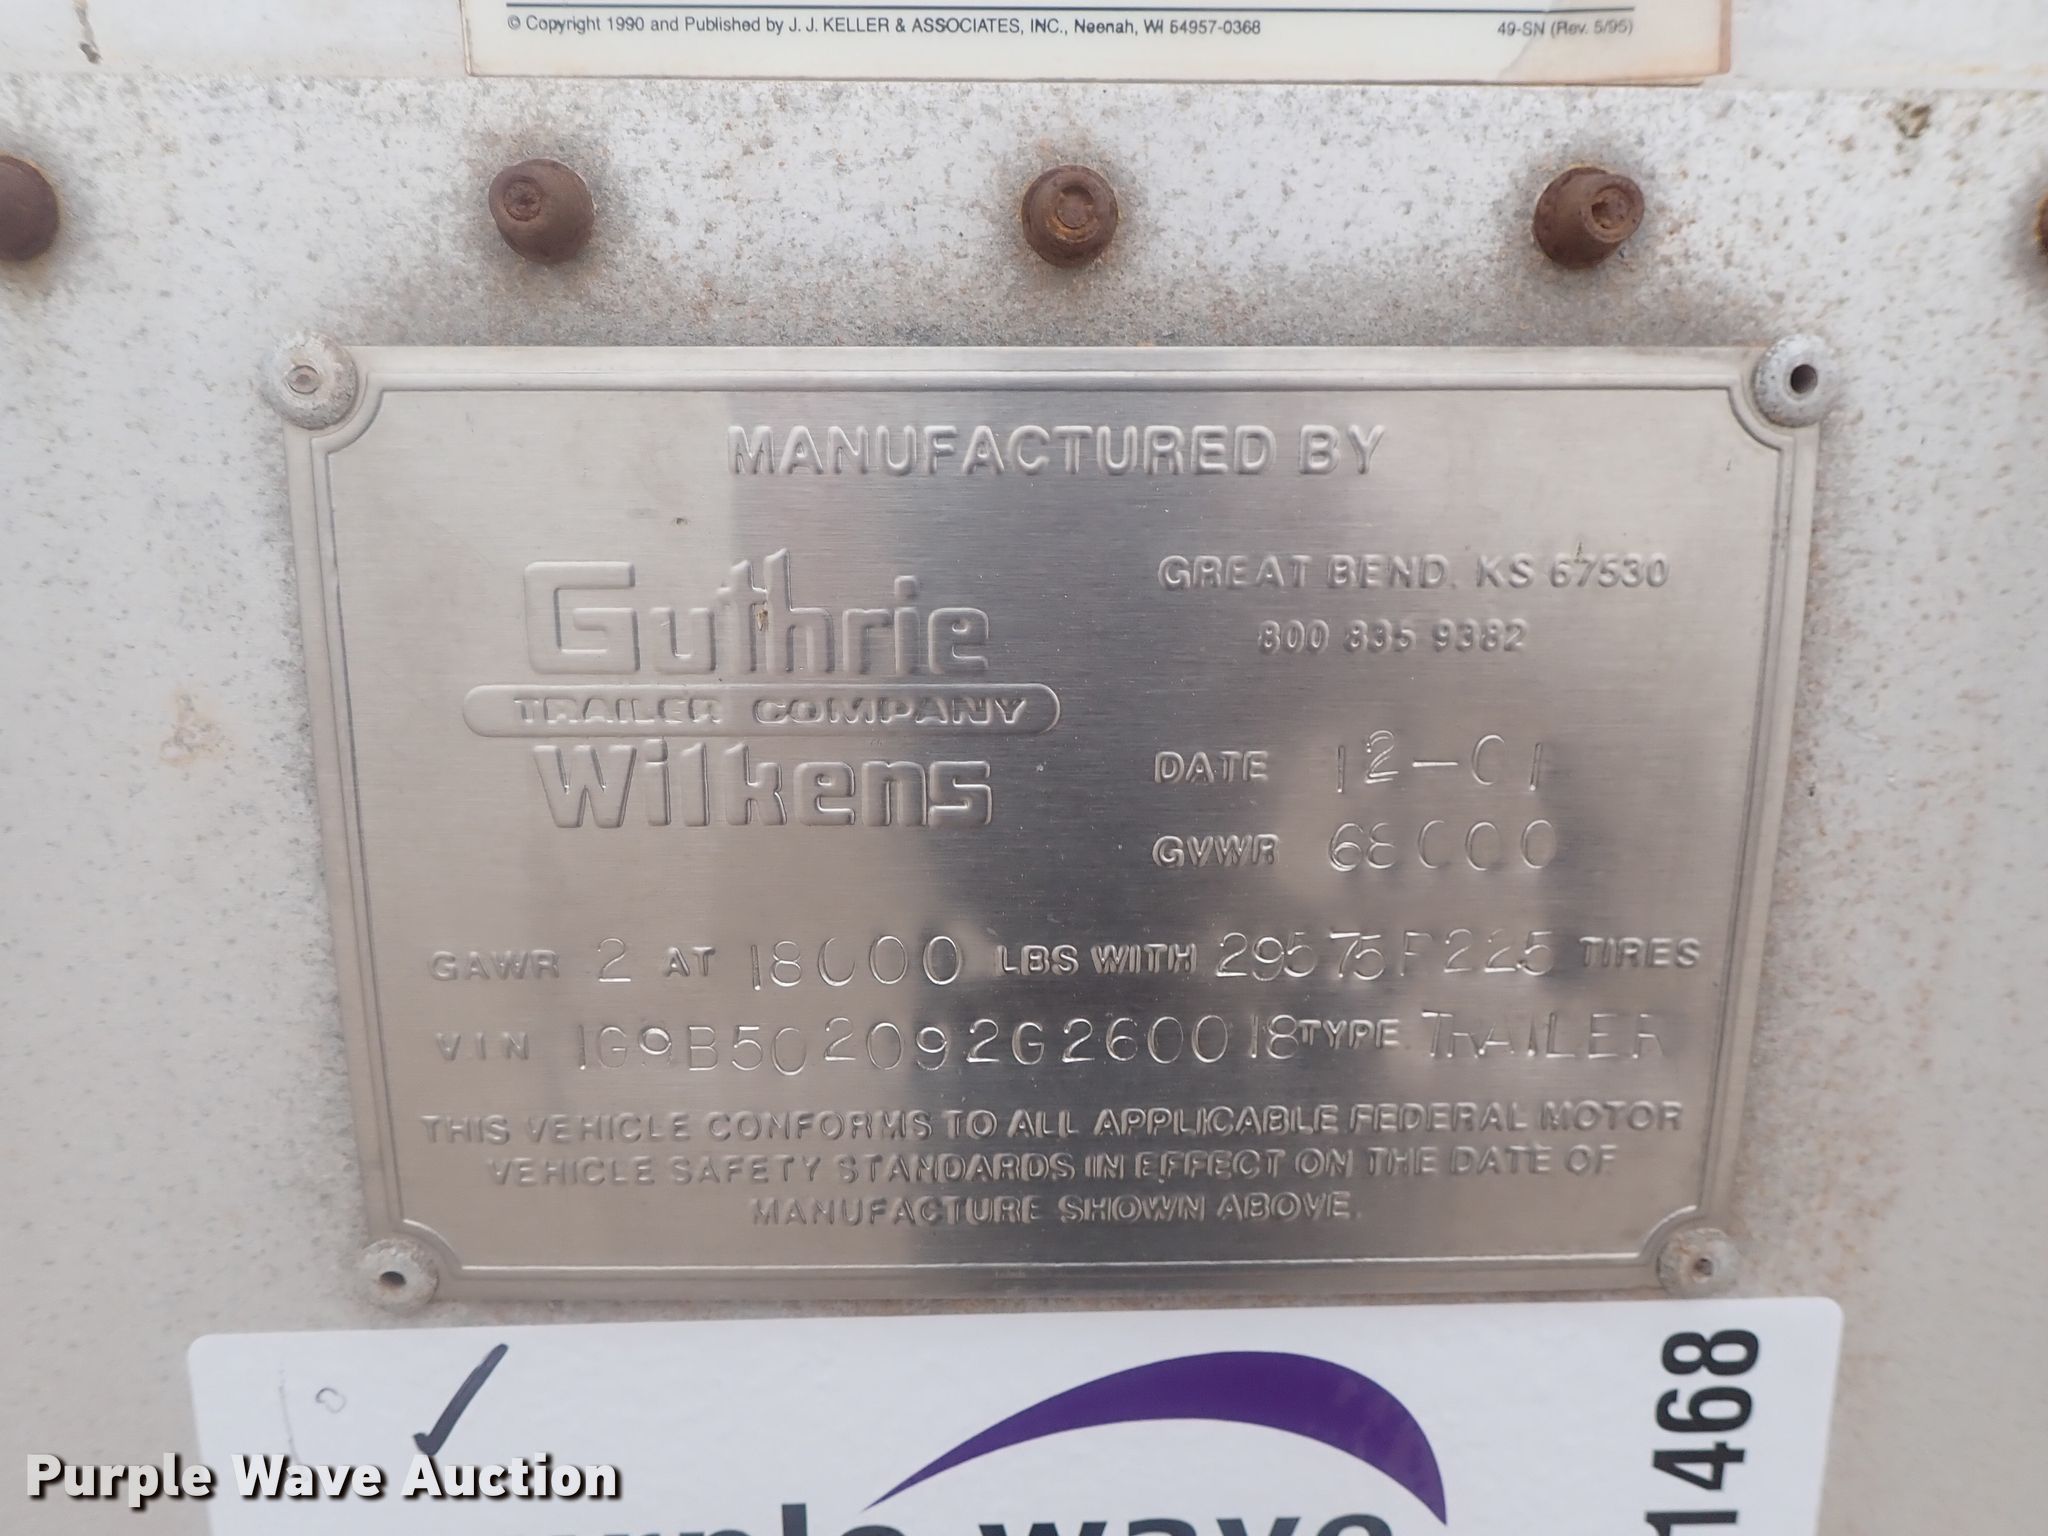 © Copyright 1990 and Published by J. J. KELLER & ASSOCIATES, INC., Neenah, WI 54957-0368 49-SN (Rev. 5/95)
MANUFACTURED BY
Guthrie
TRAILER COMPANY
Wilkens
GREAT BEND, KS 67530
800 835 9382
DATE 12-01
GVWR 68000
GAWR 2 AT 18000 LBS WITH 29575R225 TIRES
VIN 1G9B502092G260018 TYPE TRAILER
THIS VEHICLE CONFORMS TO ALL APPLICABLE FEDERAL MOTOR
VEHICLE SAFETY STANDARDS IN EFFECT ON THE DATE OF
MANUFACTURE SHOWN ABOVE.
1468
Purple Wave Auction